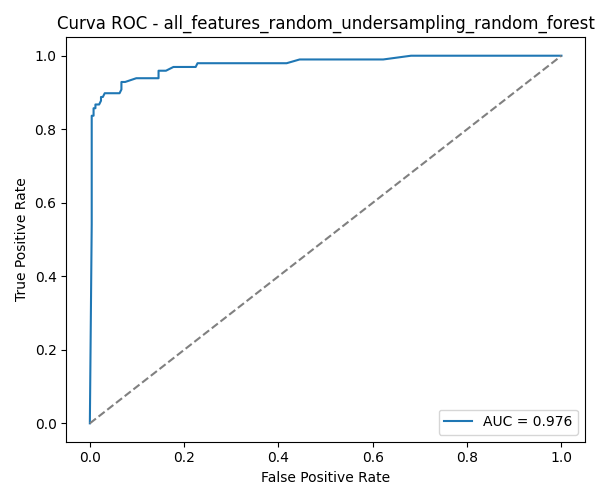 Curva ROC - all_features_random_undersampling_random_forest
1.0
0.8
0.6
0.4
0.2
0.0
True Positive Rate
AUC = 0.976
0.0 0.2 0.4 0.6 0.8 1.0
False Positive Rate